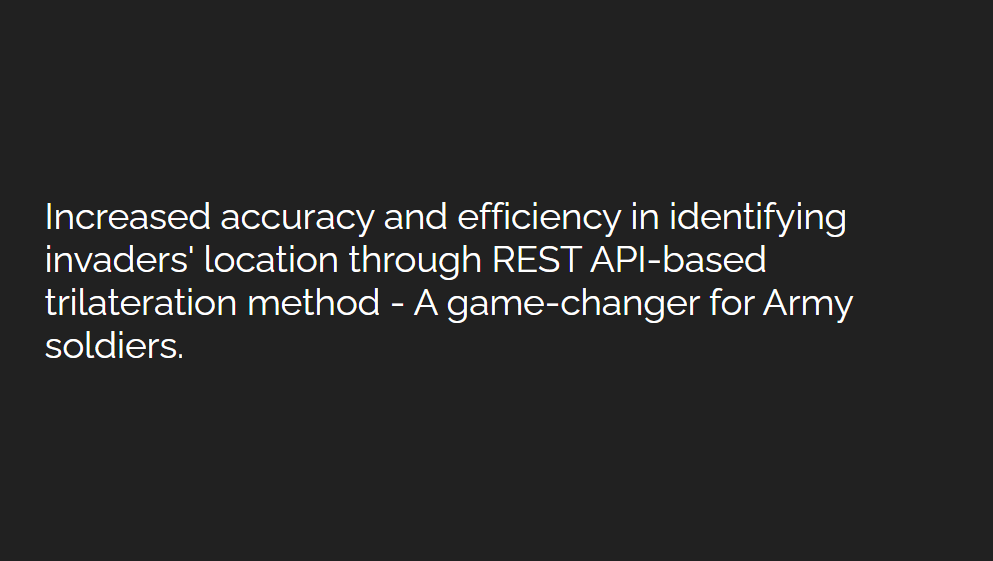 Increased accuracy and efficiency in identifying
invaders' location through REST API-based
trilateration method - A game-changer for Army
soldiers.